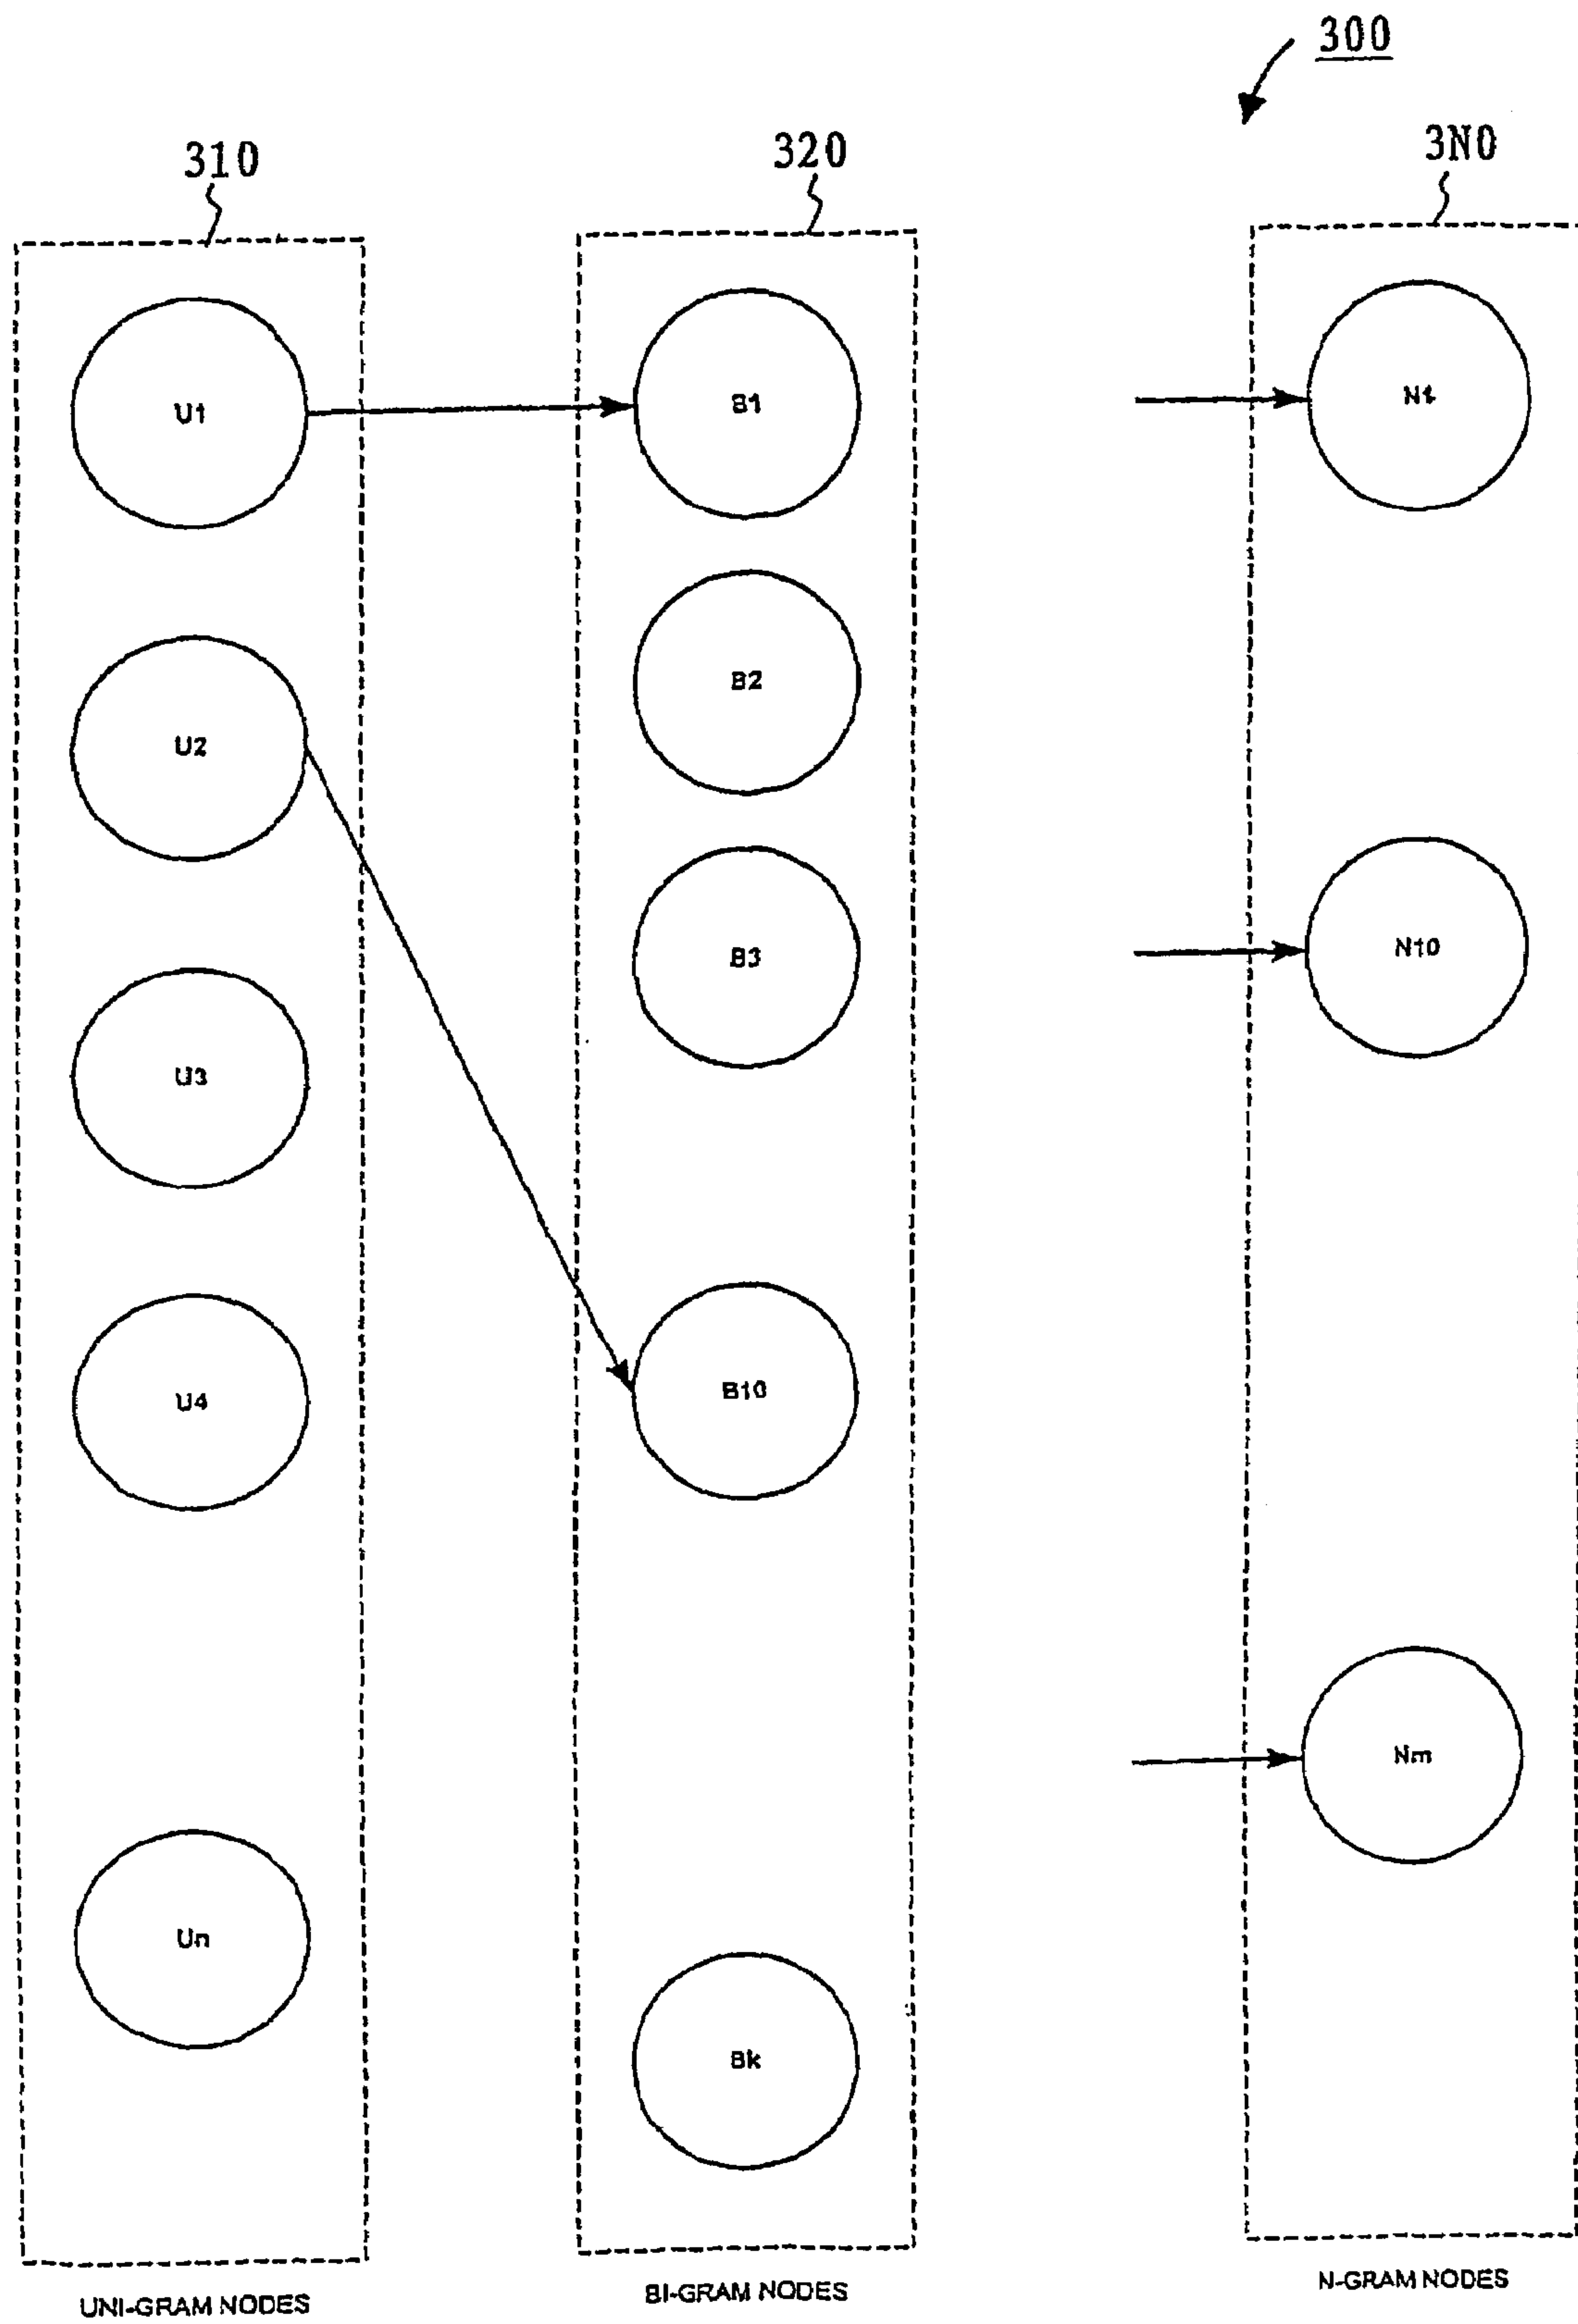 300
310
320
3N0
U1
B1
N1
U2
B2
B3
N10
U3
U4
B10
Nm
Un
Bk
UNI-GRAM NODES
BI-GRAM NODES
N-GRAM NODES